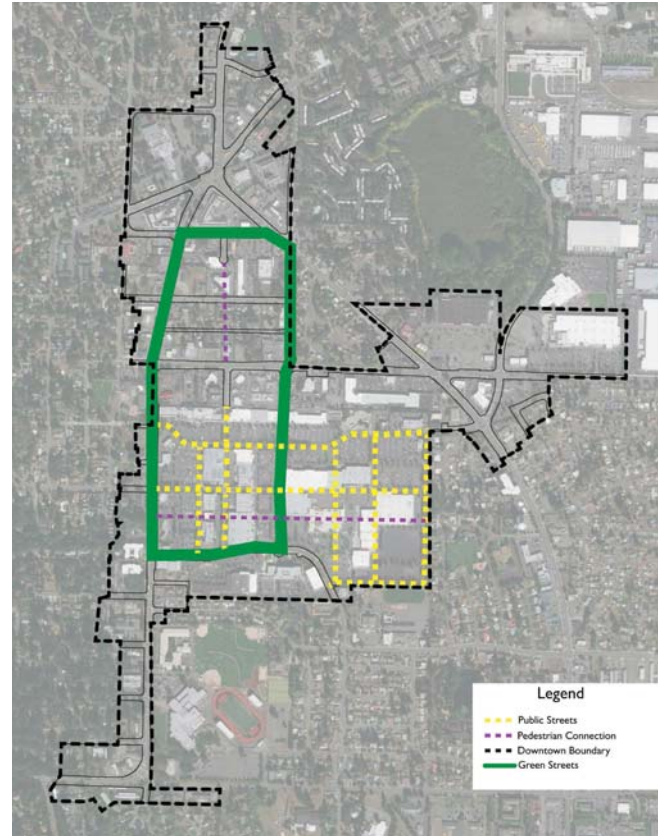 Legend
Public Streets
Pedestrian Connection
Downtown Boundary
Green Streets